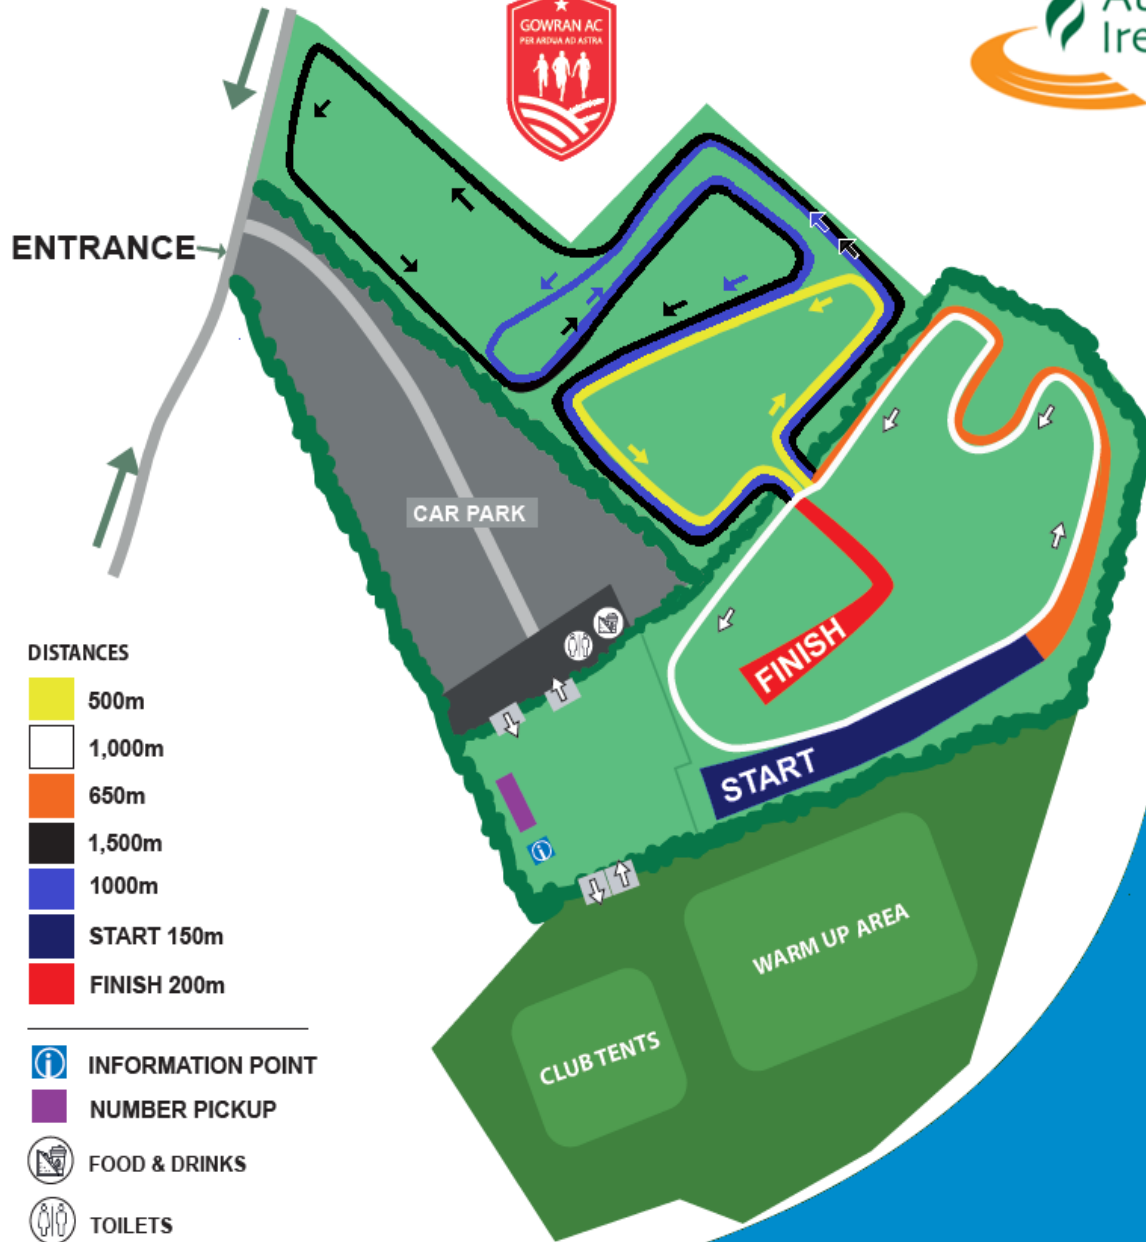 GOWRAN AC
PER ARDUA AD ASTRA
ENTRANCE
CAR PARK
FINISH
START
WARM UP AREA
CLUB TENTS
DISTANCES
500m
1,000m
650m
1,500m
1000m
START 150m
FINISH 200m
INFORMATION POINT
NUMBER PICKUP
FOOD & DRINKS
TOILETS